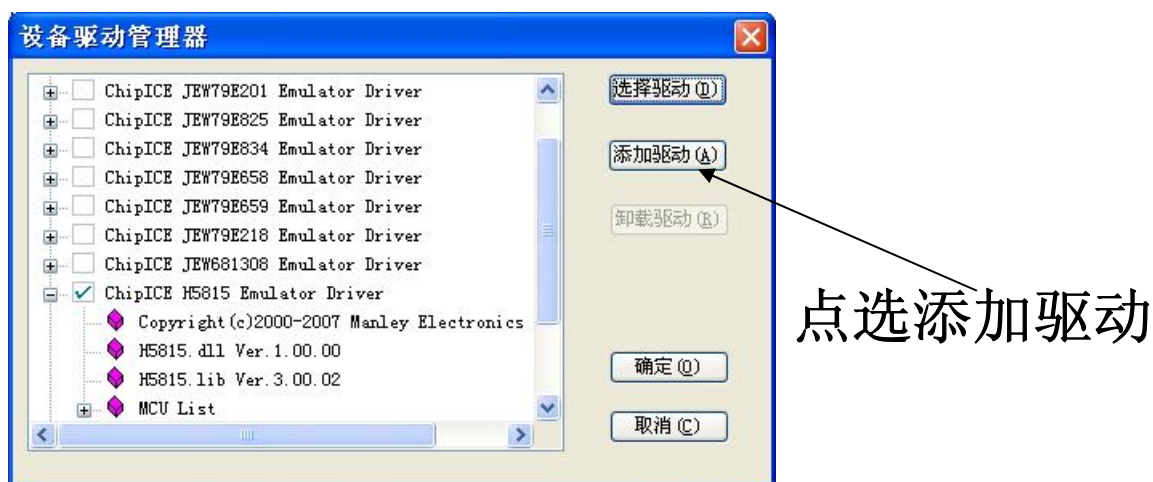 设备驱动管理器
ChipICE JEW79E201 Emulator Driver
ChipICE JEW79E825 Emulator Driver
ChipICE JEW79E834 Emulator Driver
ChipICE JEW79E658 Emulator Driver
ChipICE JEW79E659 Emulator Driver
ChipICE JEW79E218 Emulator Driver
ChipICE JEW681308 Emulator Driver
ChipICE H5815 Emulator Driver
Copyright(c)2000-2007 Manley Electronics
H5815.dll Ver.1.00.00
H5815.lib Ver.3.00.02
MCU List
选择驱动(D)
添加驱动(A)
卸载驱动(R)
确定(O)
取消(C)
点选添加驱动